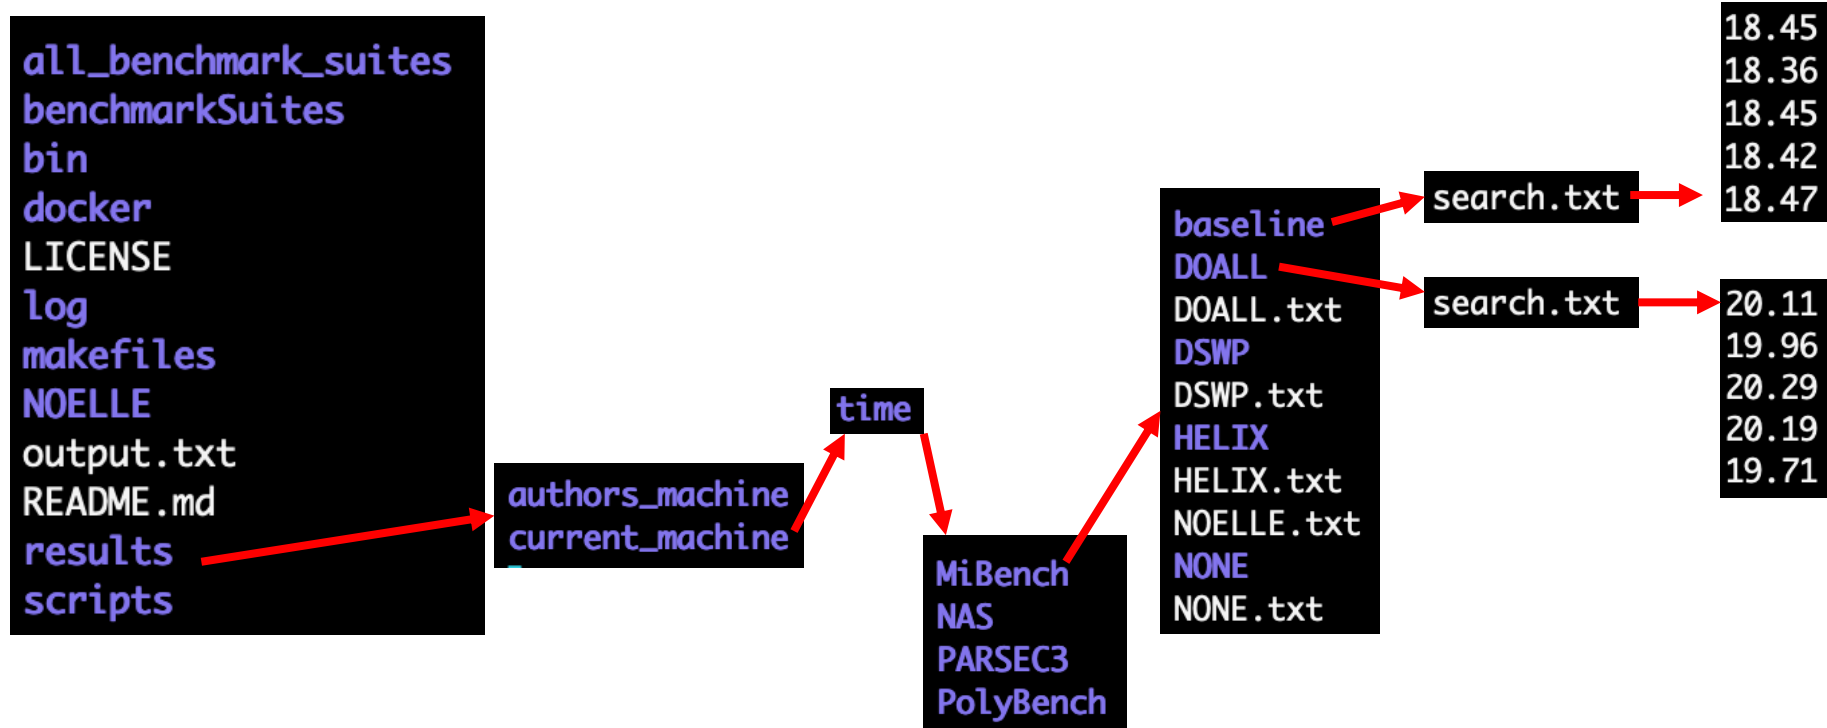 all_benchmark_suites
benchmarkSuites
bin
docker
LICENSE
log
makefiles
NOELLE
output.txt
README.md
results
scripts
authors_machine
current_machine
time
MiBench
NAS
PARSEC3
PolyBench
baseline
DOALL
DOALL.txt
DSWP
DSWP.txt
HELIX
HELIX.txt
NOELLE.txt
NONE
NONE.txt
search.txt
18.45
18.36
18.45
18.42
18.47
search.txt
20.11
19.96
20.29
20.19
19.71